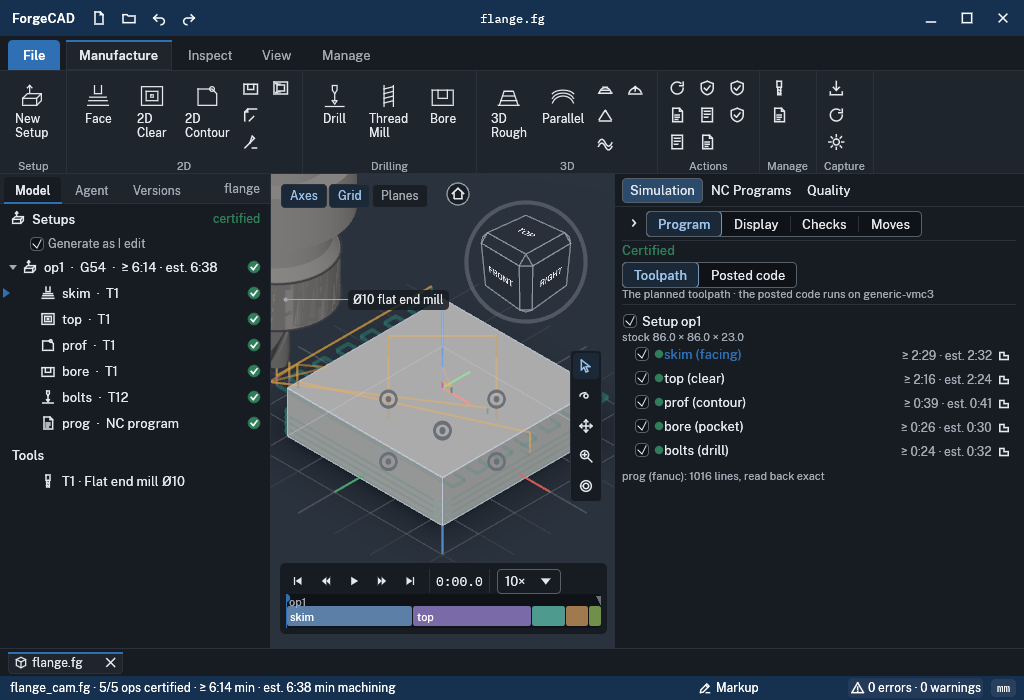 ForgeCAD
flange.fg
File Manufacture Inspect View Manage
New Setup
Face
2D Clear
2D Contour
Drill
Thread Mill
Bore
3D Rough
Parallel
Setup 2D Drilling 3D Actions Manage Capture
Model Agent Versions flange
Setups certified
Generate as I edit
op1 · G54 · ≥ 6:14 · est. 6:38
skim · T1
top · T1
prof · T1
bore · T1
bolts · T12
prog · NC program
Tools
T1 · Flat end mill Ø10
Axes Grid Planes
TOP
FRONT RIGHT
Ø10 flat end mill
0:00.0 10×
op1
skim top
Simulation NC Programs Quality
Program Display Checks Moves
Certified
Toolpath Posted code
The planned toolpath · the posted code runs on generic-vmc3
Setup op1
stock 86.0 × 86.0 × 23.0
skim (facing) ≥ 2:29 · est. 2:32
top (clear) ≥ 2:16 · est. 2:24
prof (contour) ≥ 0:39 · est. 0:41
bore (pocket) ≥ 0:26 · est. 0:30
bolts (drill) ≥ 0:24 · est. 0:32
prog (fanuc): 1016 lines, read back exact
flange.fg
flange_cam.fg · 5/5 ops certified · ≥ 6:14 min · est. 6:38 min machining
Markup
0 errors · 0 warnings
mm